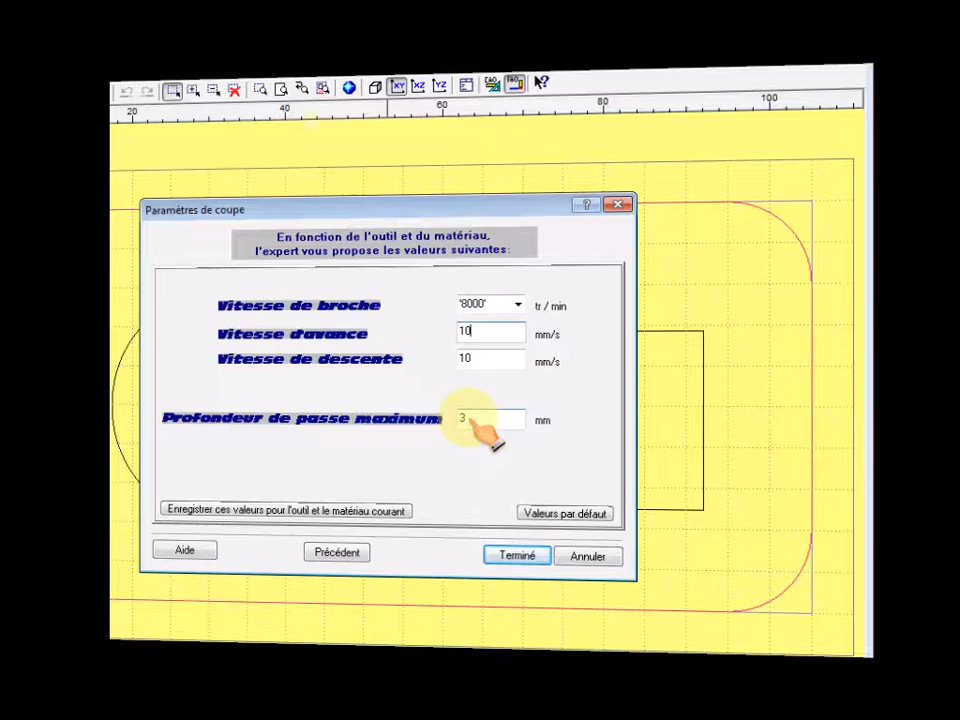 XY XZ YZ
20 40 60 80 100
Paramètres de coupe
En fonction de l'outil et du matériau,
l'expert vous propose les valeurs suivantes:
Vitesse de broche '8000' tr / min
Vitesse d'avance 10 mm/s
Vitesse de descente 10 mm/s
Profondeur de passe maximum 3 mm
Enregistrer ces valeurs pour l'outil et le matériau courant Valeurs par défaut
Aide Précédent Terminé Annuler